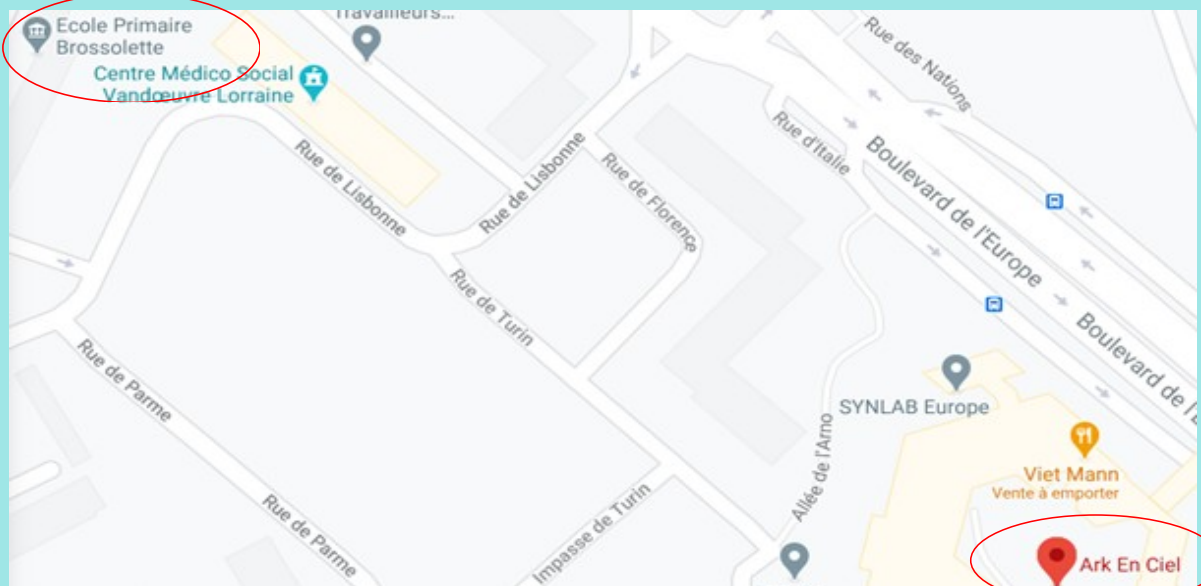 Travailleurs...
Ecole Primaire
Brossolette
Centre Médico Social
Vandœuvre Lorraine
Rue des Nations
Rue de Lisbonne
Rue de Lisbonne
Rue de Florence
Rue d'Italie
Boulevard de l'Europe
Boulevard de l'E
Rue de Turin
Rue de Parme
SYNLAB Europe
Allée de l'Arno
Viet Mann
Vente à emporter
Rue de Parme
Impasse de Turin
Ark En Ciel